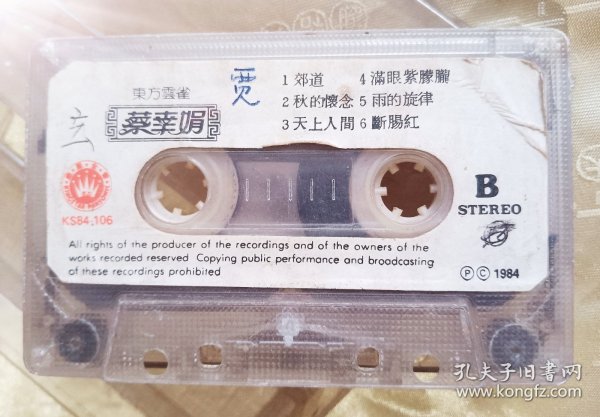 東方雲雀
蔡幸娟
賈
玄
1 郊道
2 秋的懷念
3 天上人間
4 滿眼紫朦朧
5 雨的旋律
6 斷腸紅
KS84,106
B
STEREO
All rights of the producer of the recordings and of the owners of the
works recorded reserved Copying public performance and broadcasting
of these recordings prohibited
ⓅⒸ 1984
孔夫子旧书网
www.kongfz.com